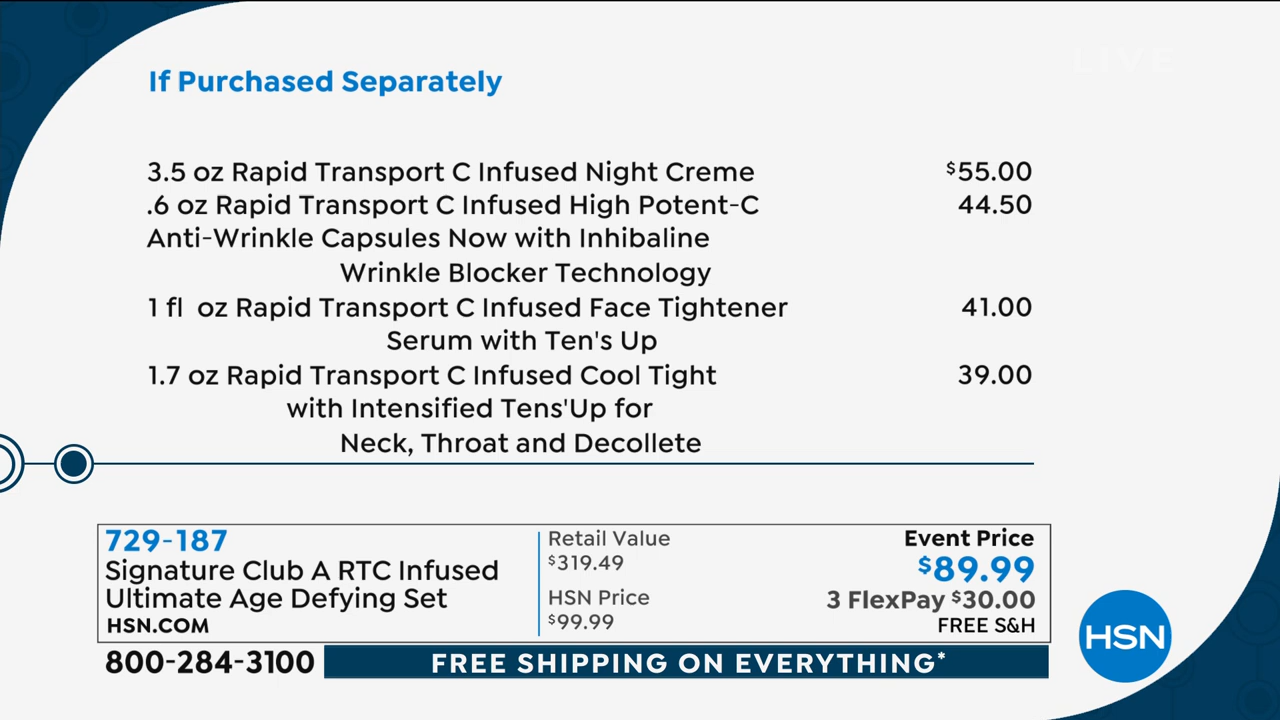 LIVE
If Purchased Separately
3.5 oz Rapid Transport C Infused Night Creme $55.00
.6 oz Rapid Transport C Infused High Potent-C 44.50
Anti-Wrinkle Capsules Now with Inhibaline
Wrinkle Blocker Technology
1 fl  oz Rapid Transport C Infused Face Tightener 41.00
Serum with Ten's Up
1.7 oz Rapid Transport C Infused Cool Tight 39.00
with Intensified Tens'Up for
Neck, Throat and Decollete
729-187
Signature Club A RTC Infused
Ultimate Age Defying Set
HSN.COM
Retail Value
$319.49
HSN Price
$99.99
Event Price
$89.99
3 FlexPay $30.00
FREE S&H
HSN
800-284-3100
FREE SHIPPING ON EVERYTHING*